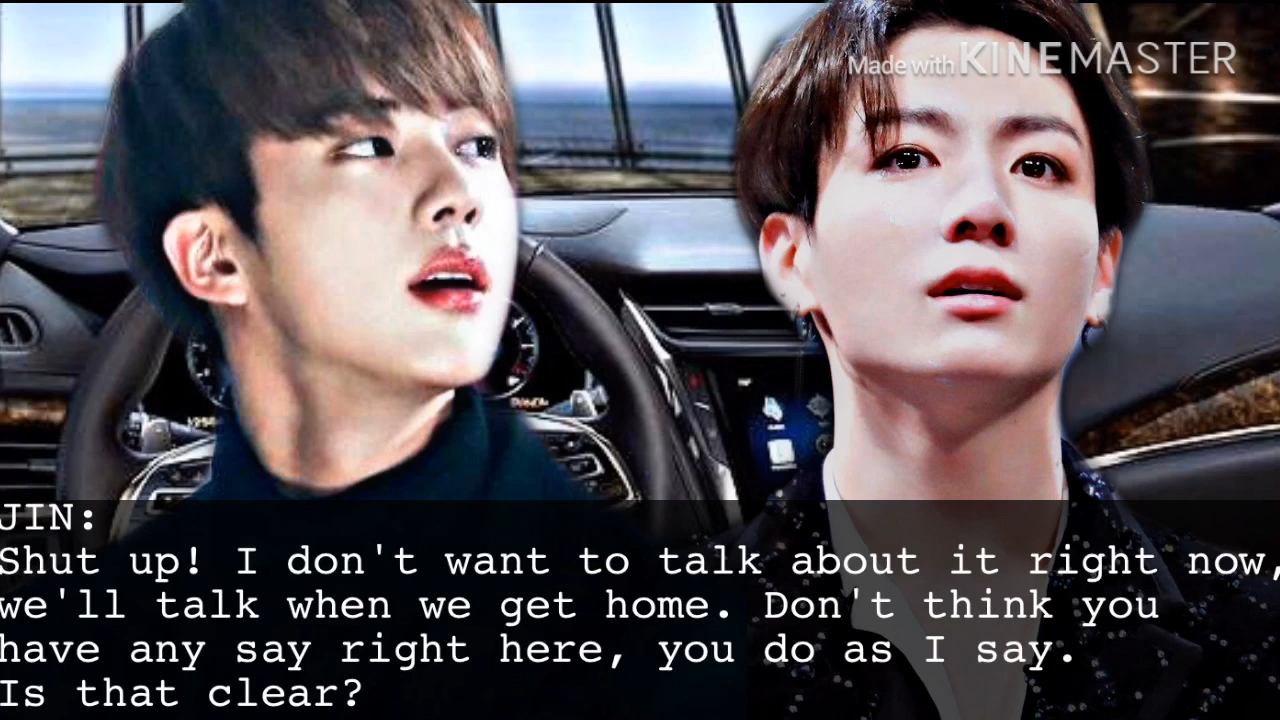 Made with KINEMASTER
JIN:
Shut up! I don't want to talk about it right now,
we'll talk when we get home. Don't think you
have any say right here, you do as I say.
Is that clear?